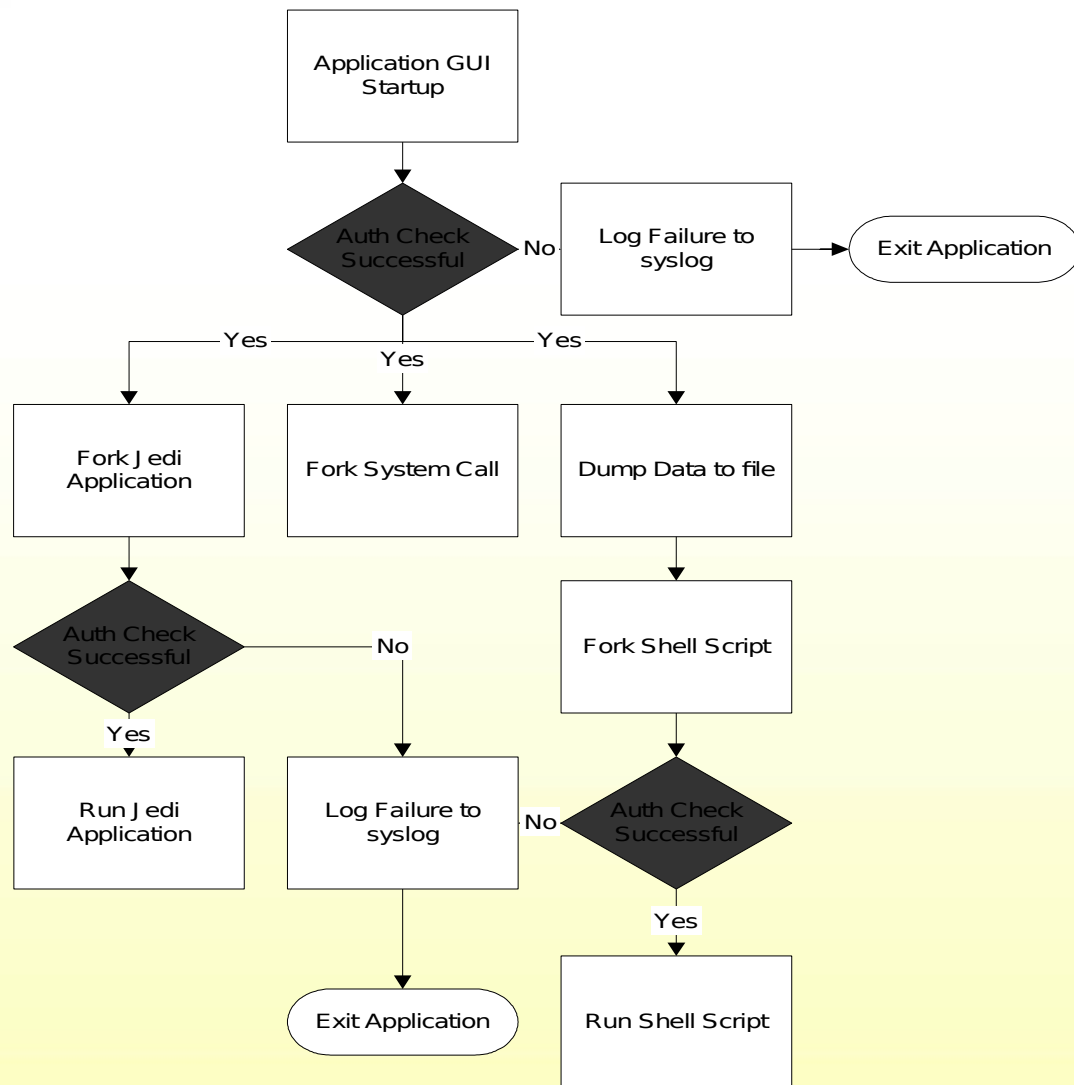 Application GUI
Startup
Auth Check
Successful
No
Log Failure to
syslog
Exit Application
Yes
Yes
Yes
Fork Jedi
Application
Fork System Call
Dump Data to file
Auth Check
Successful
No
Fork Shell Script
Yes
Run Jedi
Application
Log Failure to
syslog
No
Auth Check
Successful
Yes
Exit Application
Run Shell Script